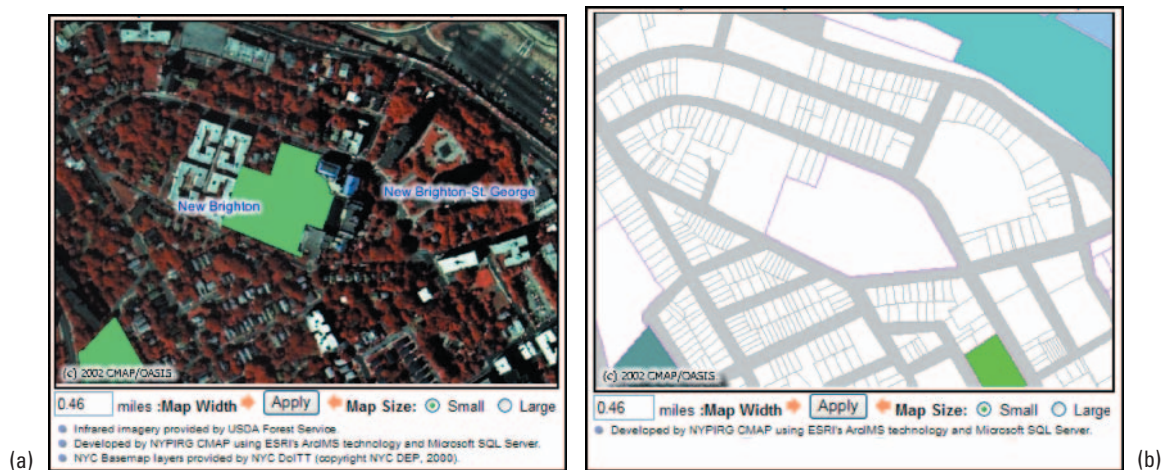 New Brighton-St. George
New Brighton
(c) 2002 CMAP/OASIS
0.46 miles :Map Width Apply Map Size: Small Large
Infrared imagery provided by USDA Forest Service.
Developed by NYPIRG CMAP using ESRI's ArcIMS technology and Microsoft SQL Server.
NYC Basemap layers provided by NYC DoITT (copyright NYC DEP, 2000).
(a)
(c) 2002 CMAP/OASIS
0.46 miles :Map Width Apply Map Size: Small Large
Developed by NYPIRG CMAP using ESRI's ArcIMS technology and Microsoft SQL Server.
(b)